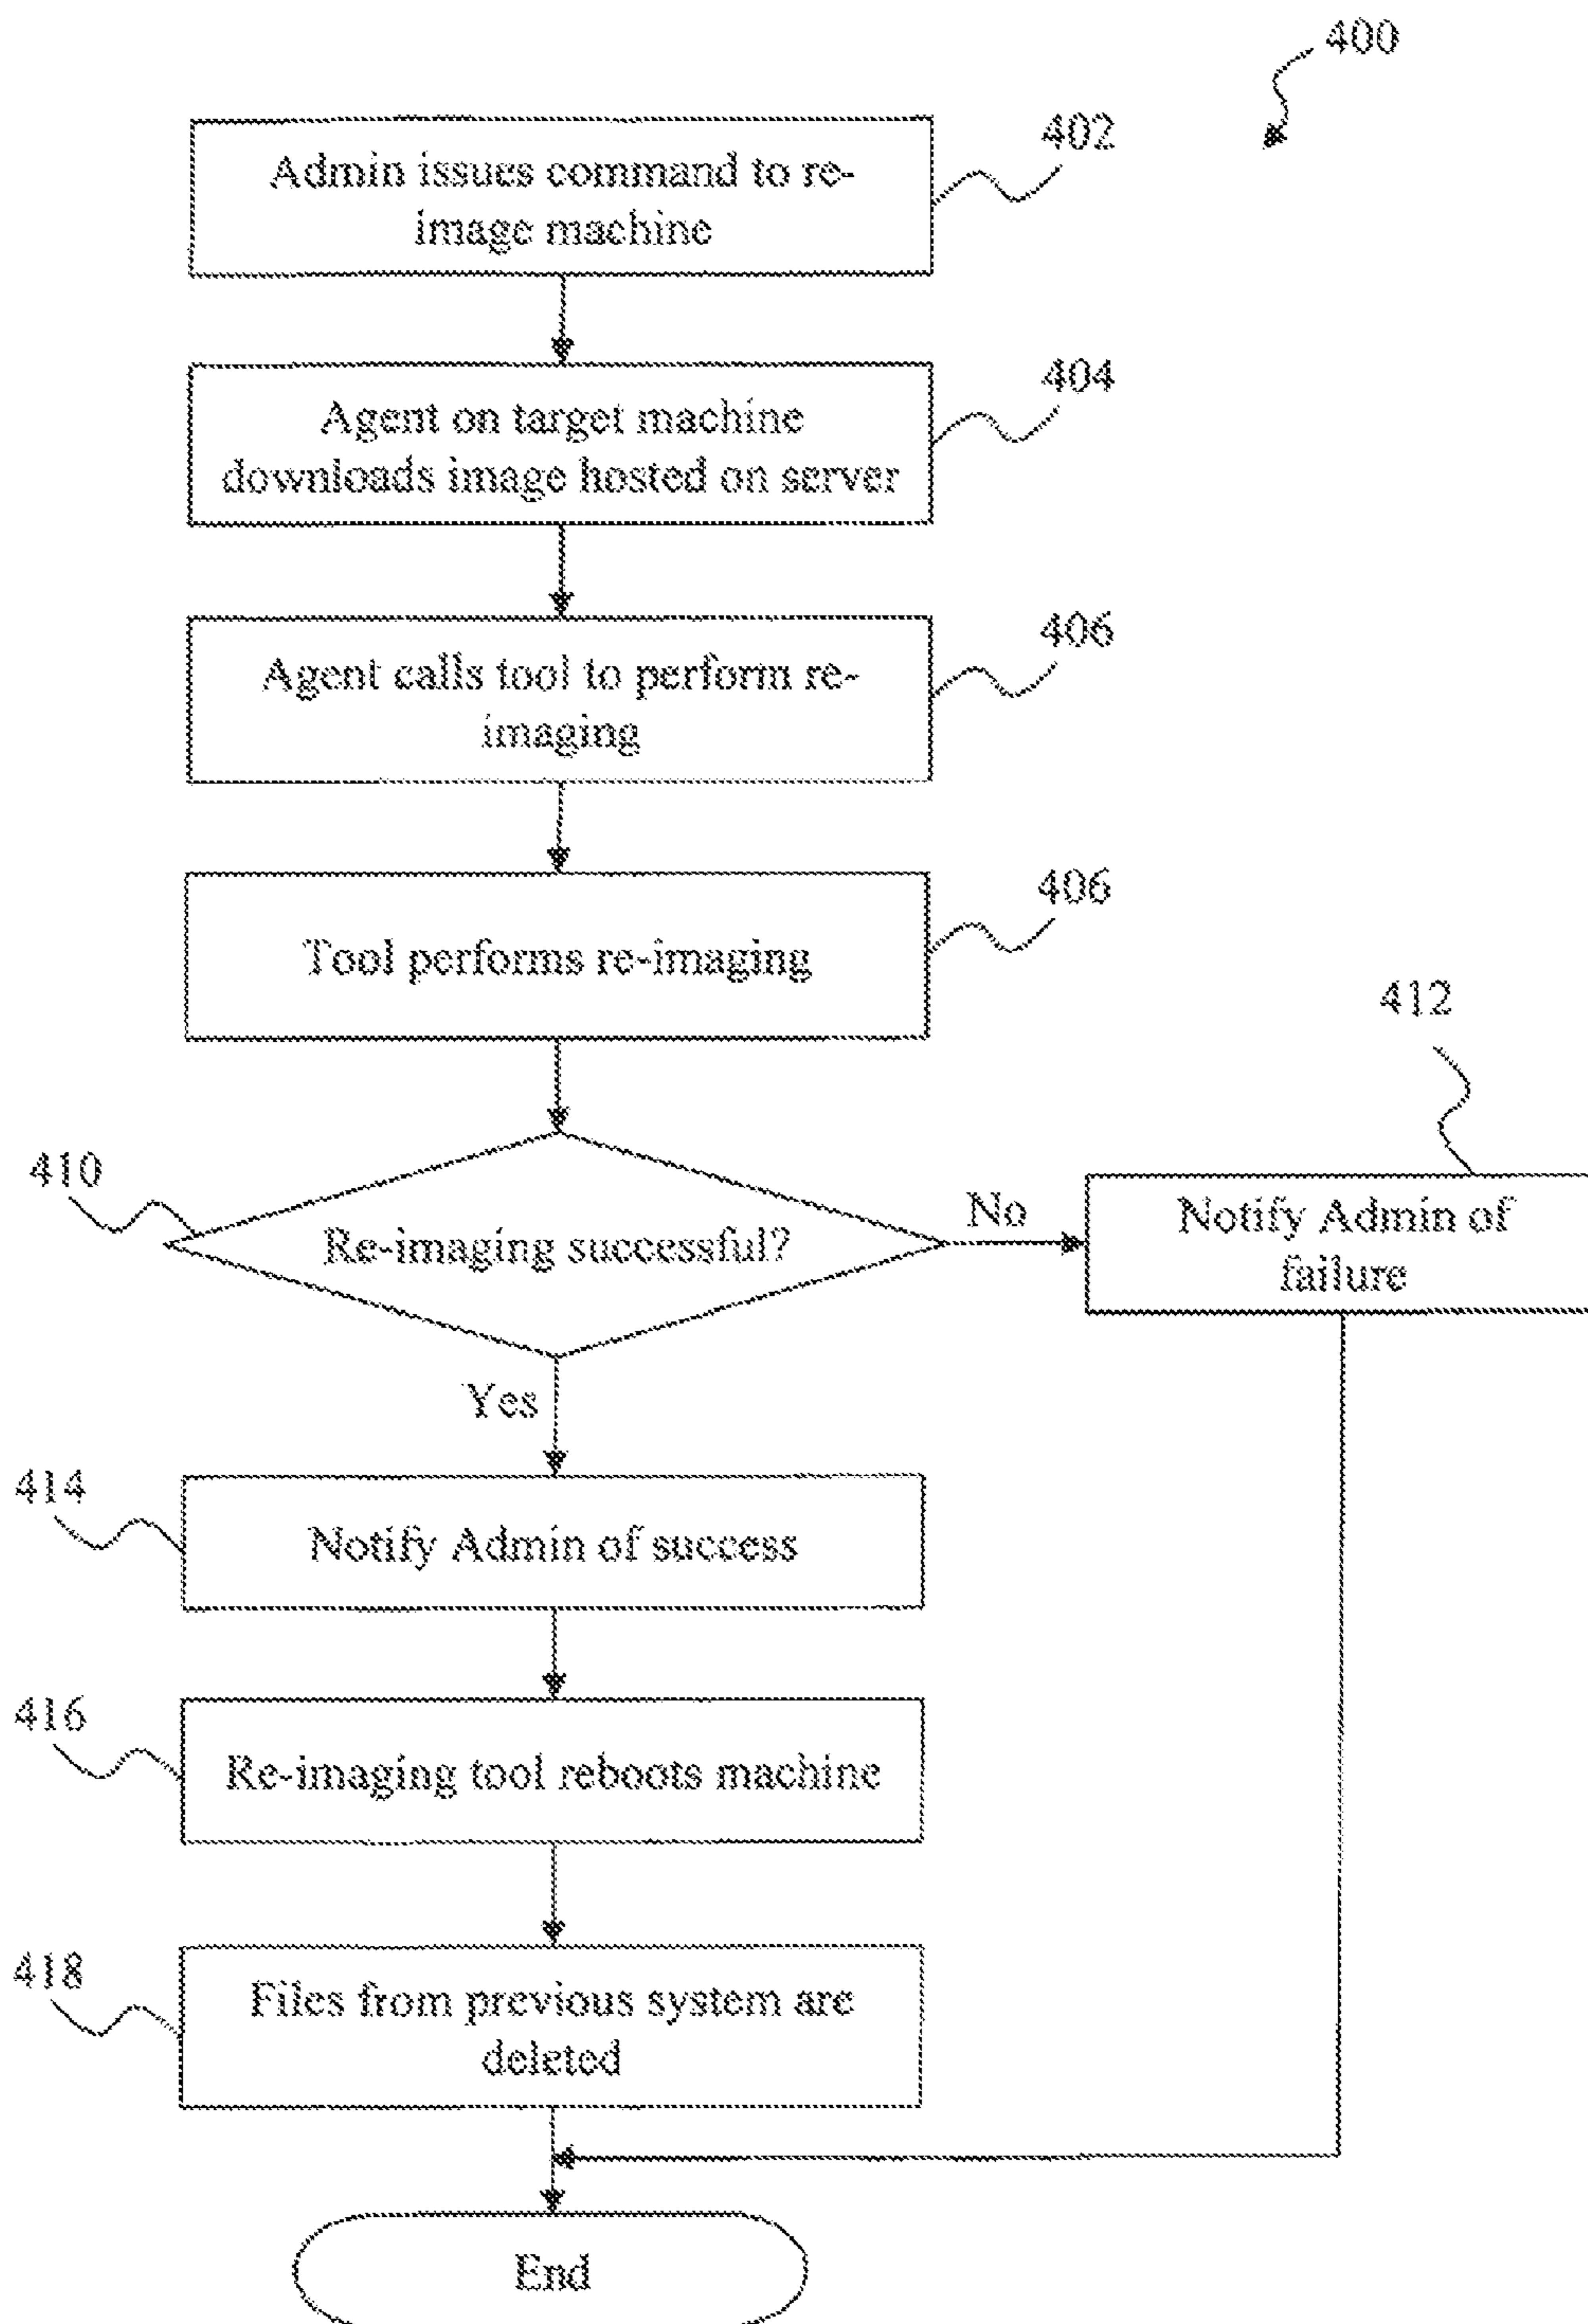 400
402
Admin issues command to re-
image machine
404
Agent on target machine
downloads image hosted on server
406
Agent calls tool to perform re-
imaging
406
Tool performs re-imaging
412
410
Re-imaging successful?
No
Notify Admin of
failure
Yes
414
Notify Admin of success
416
Re-imaging tool reboots machine
418
Files from previous system are
deleted
End